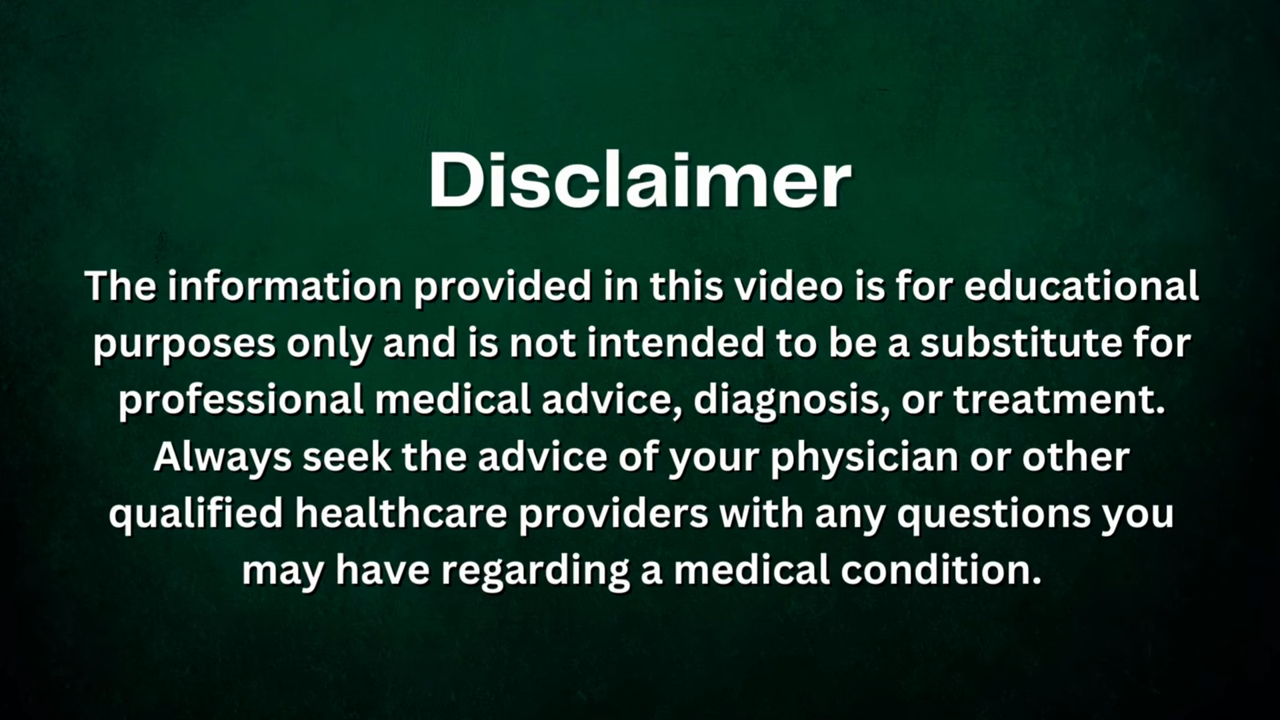 Disclaimer
The information provided in this video is for educational
purposes only and is not intended to be a substitute for
professional medical advice, diagnosis, or treatment.
Always seek the advice of your physician or other
qualified healthcare providers with any questions you
may have regarding a medical condition.